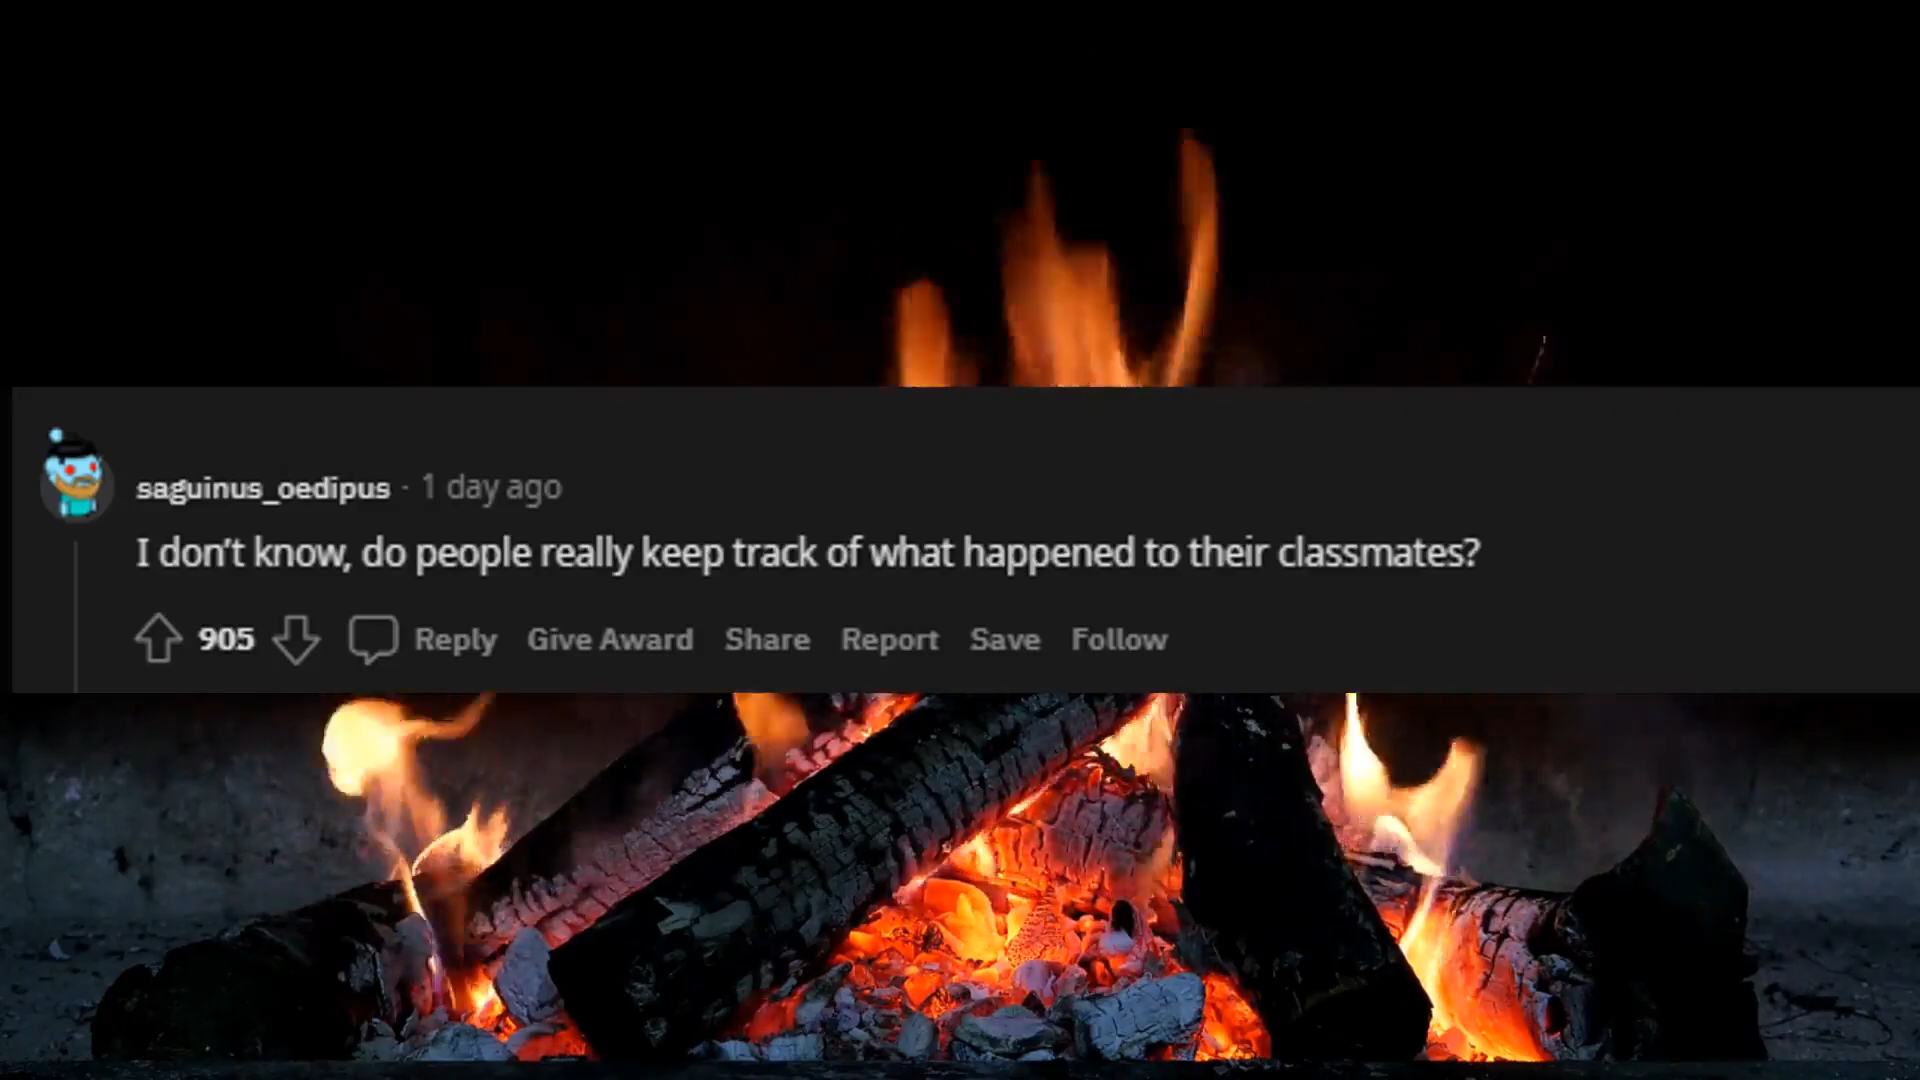 saguinus_oedipus · 1 day ago
I don't know, do people really keep track of what happened to their classmates?
905 Reply Give Award Share Report Save Follow